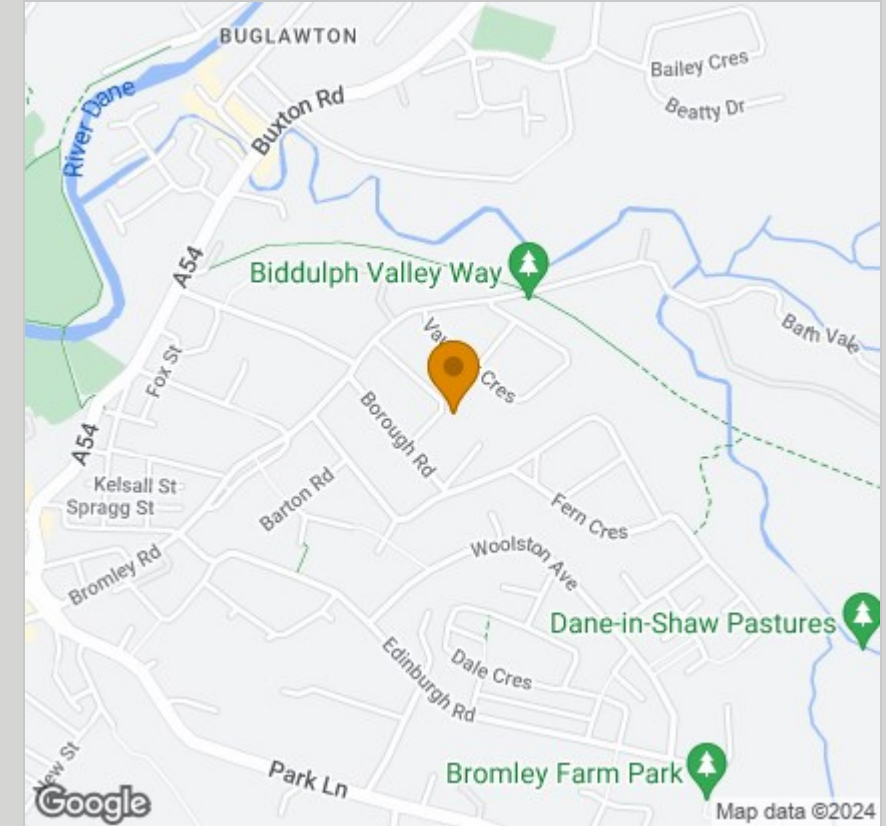 BUGLAWTON
Bailey Cres
Beatty Dr
River Dane
Buxton Rd
A54
Biddulph Valley Way
Bath Vale
Cres
Fox St
Borough Rd
A54
Kelsall St
Spragg St
Barton Rd
Fern Cres
Woolston Ave
Bromley Rd
Dane-in-Shaw Pastures
Edinburgh Rd
Dale Cres
New St
Park Ln
Bromley Farm Park
Google
Map data ©2024